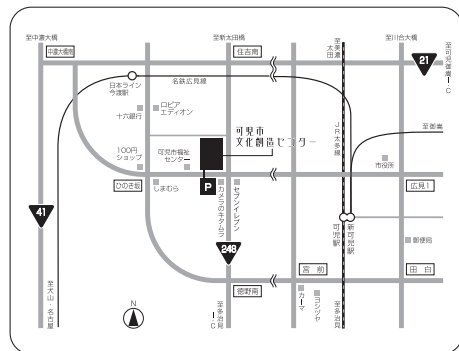 至中濃大橋
至新太田橋
至美濃太田
至川合大橋
中濃大橋南
住吉南
至可児御嵩I・C
21
名鉄広見線
日本ライン
今渡駅
ロピア
エディオン
十六銀行
可児市
文化創造センター
JR太多線
至御嵩
100円
ショップ
可児市福祉
センター
市役所
ひのき坂
しまむら
P
カメラのキタムラ
セブンイレブン
広見1
41
248
可児駅
新可児駅
郵便局
宮前
田白
徳野南
至犬山・名古屋
N
至多治見I・C
カーマ
ヨシヅヤ
至多治見